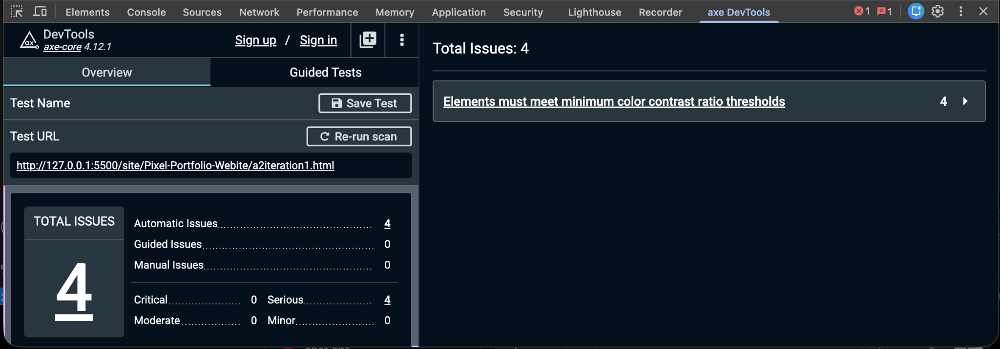 Elements Console Sources Network Performance Memory Application Security Lighthouse Recorder axe DevTools 1 1
DevTools
axe-core 4.12.1
Sign up / Sign in
Overview Guided Tests
Test Name Save Test
Test URL Re-run scan
http://127.0.0.1:5500/site/Pixel-Portfolio-Webite/a2iteration1.html
TOTAL ISSUES
4
Automatic Issues 4
Guided Issues 0
Manual Issues 0
Critical 0 Serious 4
Moderate 0 Minor 0
Total Issues: 4
Elements must meet minimum color contrast ratio thresholds 4